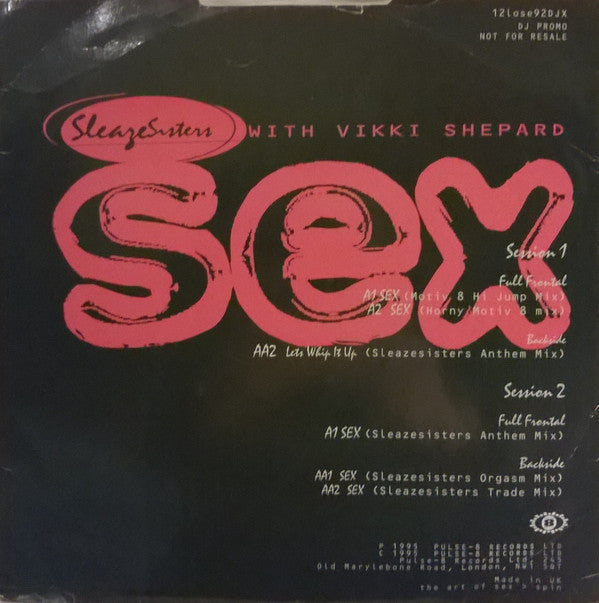 12lose92DJX
DJ PROMO
NOT FOR RESALE
SleazeSisters WITH VIKKI SHEPARD
sex
Session 1
Full Frontal
A1 SEX (Motiv 8 Hi Jump Mix)
A2 SEX (Horny/Motiv 8 mix)
Backside
AA2 Lets Whip It Up (Sleazesisters Anthem Mix)
Session 2
Full Frontal
A1 SEX (Sleazesisters Anthem Mix)
Backside
AA1 SEX (Sleazesisters Orgasm Mix)
AA2 SEX (Sleazesisters Trade Mix)
P 1995 PULSE-8 RECORDS LTD
C 1995 PULSE-8 RECORDS LTD
Pulse-8 Records Ltd, 245
Old Marylebone Road, London, NW1 5QT
Made in UK
the art of sex > spin